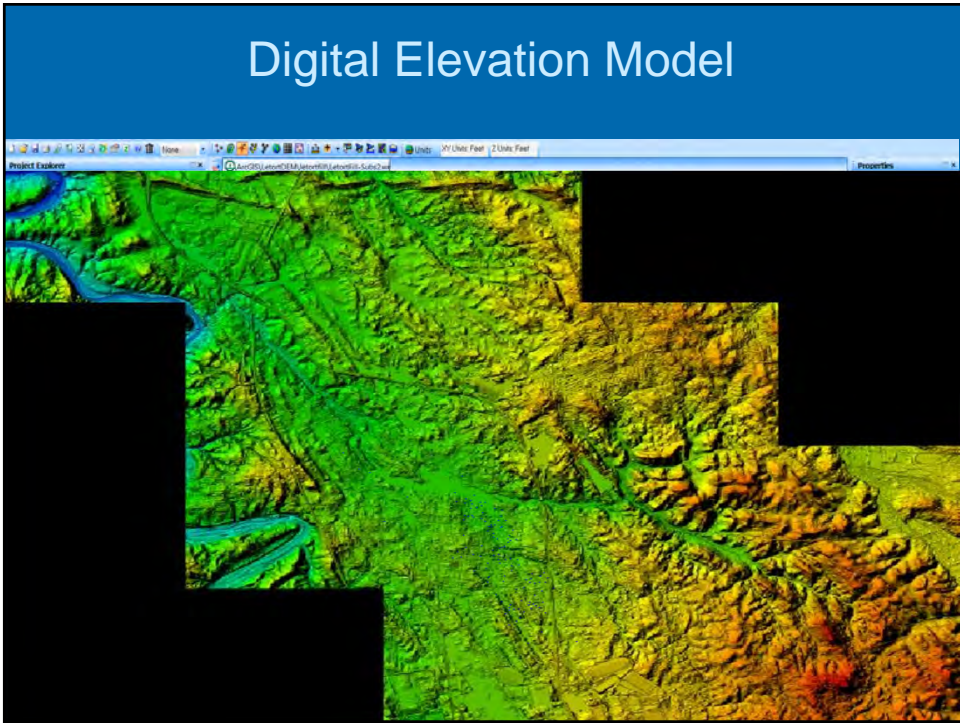 Digital Elevation Model
None
Units
XY Units: Feet
Z Units: Feet
Project Explorer
Properties